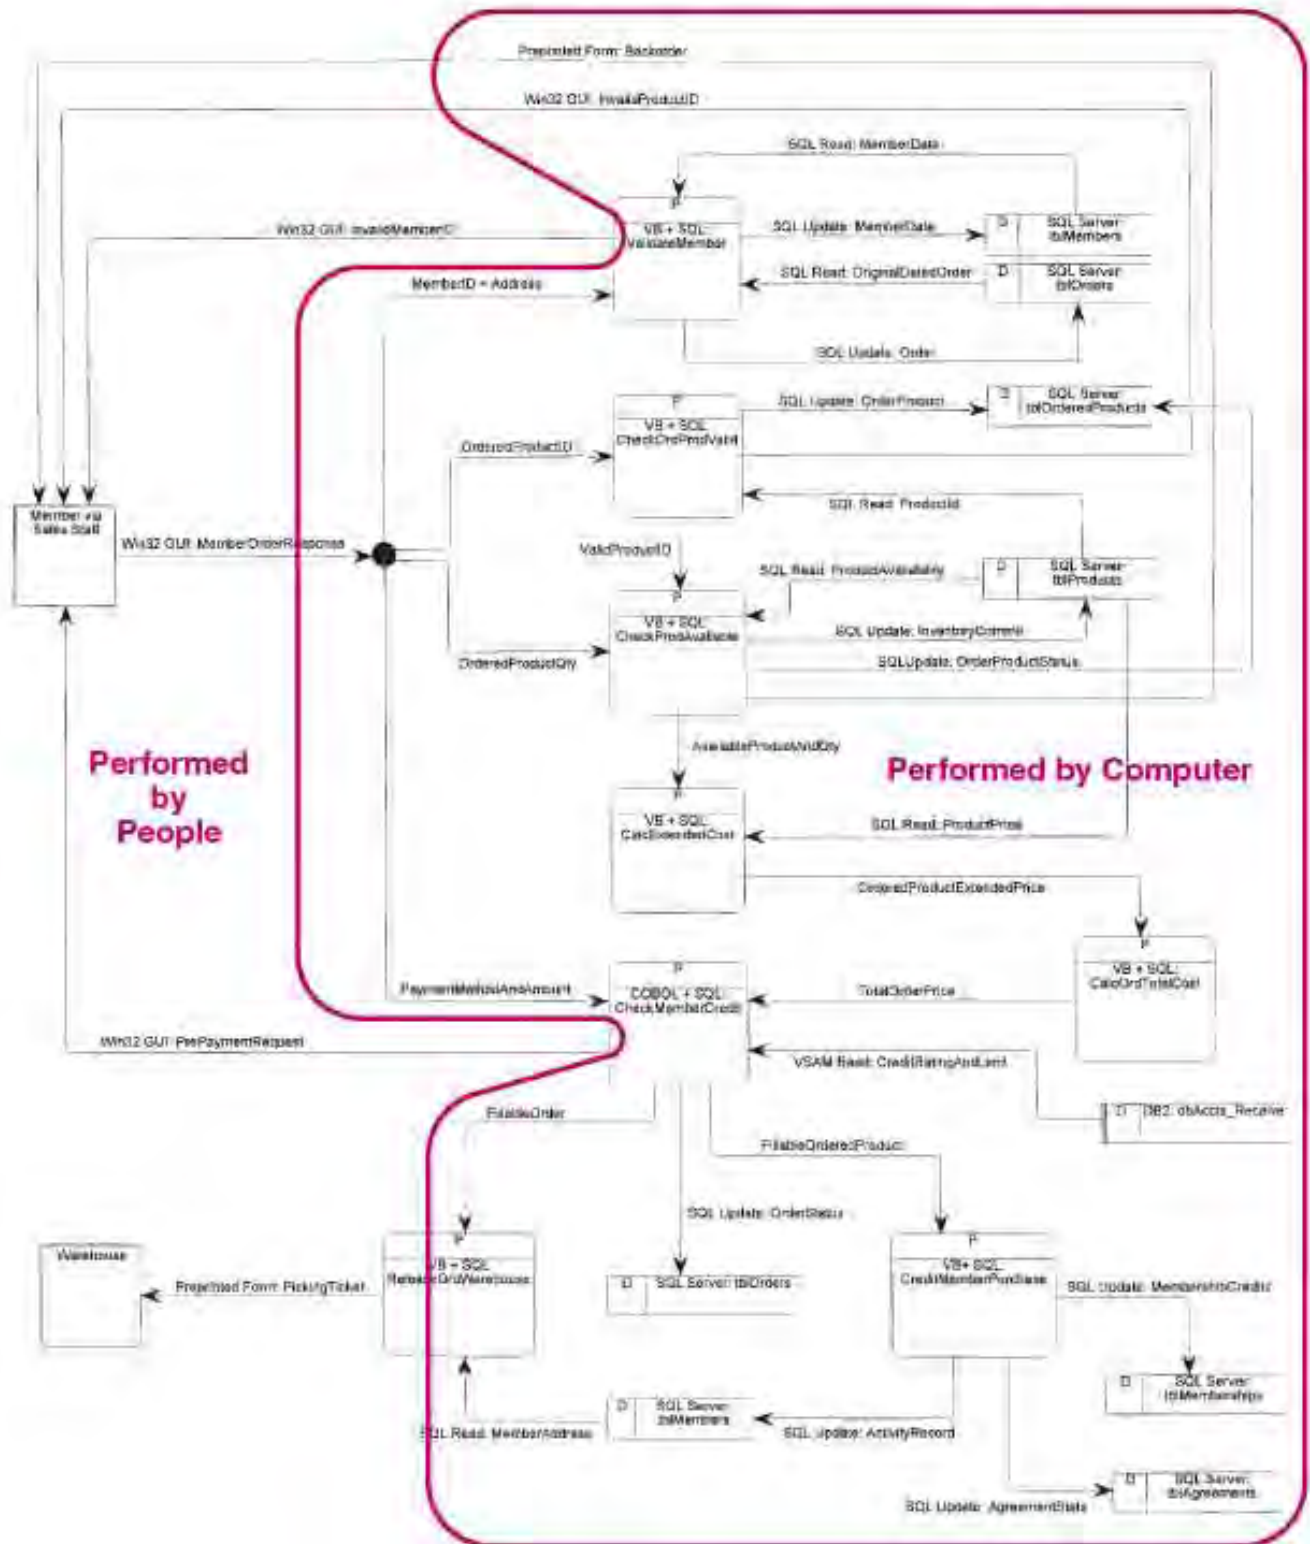 Preprinted Form: Backorder
Win32 GUI: InvalidProductID
SQL Read: MemberData
P
VB + SQL:
ValidateMember
Win32 GUI: InvalidMemberID
SQL Update: MemberData
D
SQL Server:
tblMembers
SQL Read: OriginalDatedOrder
D
SQL Server:
tblOrders
MemberID + Address
SQL Update: Order
P
VB + SQL:
CheckOrdProdValid
SQL Update: OrderProduct
D
SQL Server:
tblOrderedProducts
OrderedProductID
SQL Read: ProductId
Member via
Sales Staff
Win32 GUI: MemberOrderResponse
ValidProductID
SQL Read: ProductAvailability
D
SQL Server:
tblProducts
P
VB + SQL:
CheckProdAvailable
SQL Update:
SQLUpdate: OrderProductStatus
OrderedProductQty
AvailableProductAndQty
Performed
by
People
Performed by Computer
P
VB + SQL:
CalcExtendedCost
SQL Read: ProductPrice
OrderedProductExtendedPrice
P
VB + SQL:
CalcOrdTotalCost
P
COBOL + SQL:
CheckMemberCredit
PaymentMethodAndAmount
TotalOrderPrice
Win32 GUI: PrePaymentRequest
VSAM Read: CreditRatingAndLimit
D
DB2: dbAccts_Receive
FillableOrder
FillableOrderedProduct
SQL Update: OrderStatus
Warehouse
Preprinted Form: PickingTicket
P
VB + SQL:
ReleaseOrdWarehouse
D
SQL Server: tblOrders
P
VB+ SQL:
CreditMemberPurchase
SQL Update: MembershipCredits
D
SQL Server:
tblMemberships
SQL Read: MemberAddress
D
SQL Server:
tblMembers
SQL Update: ActivityRecord
SQL Update: AgreementStats
D
SQL Server:
tblAgreements